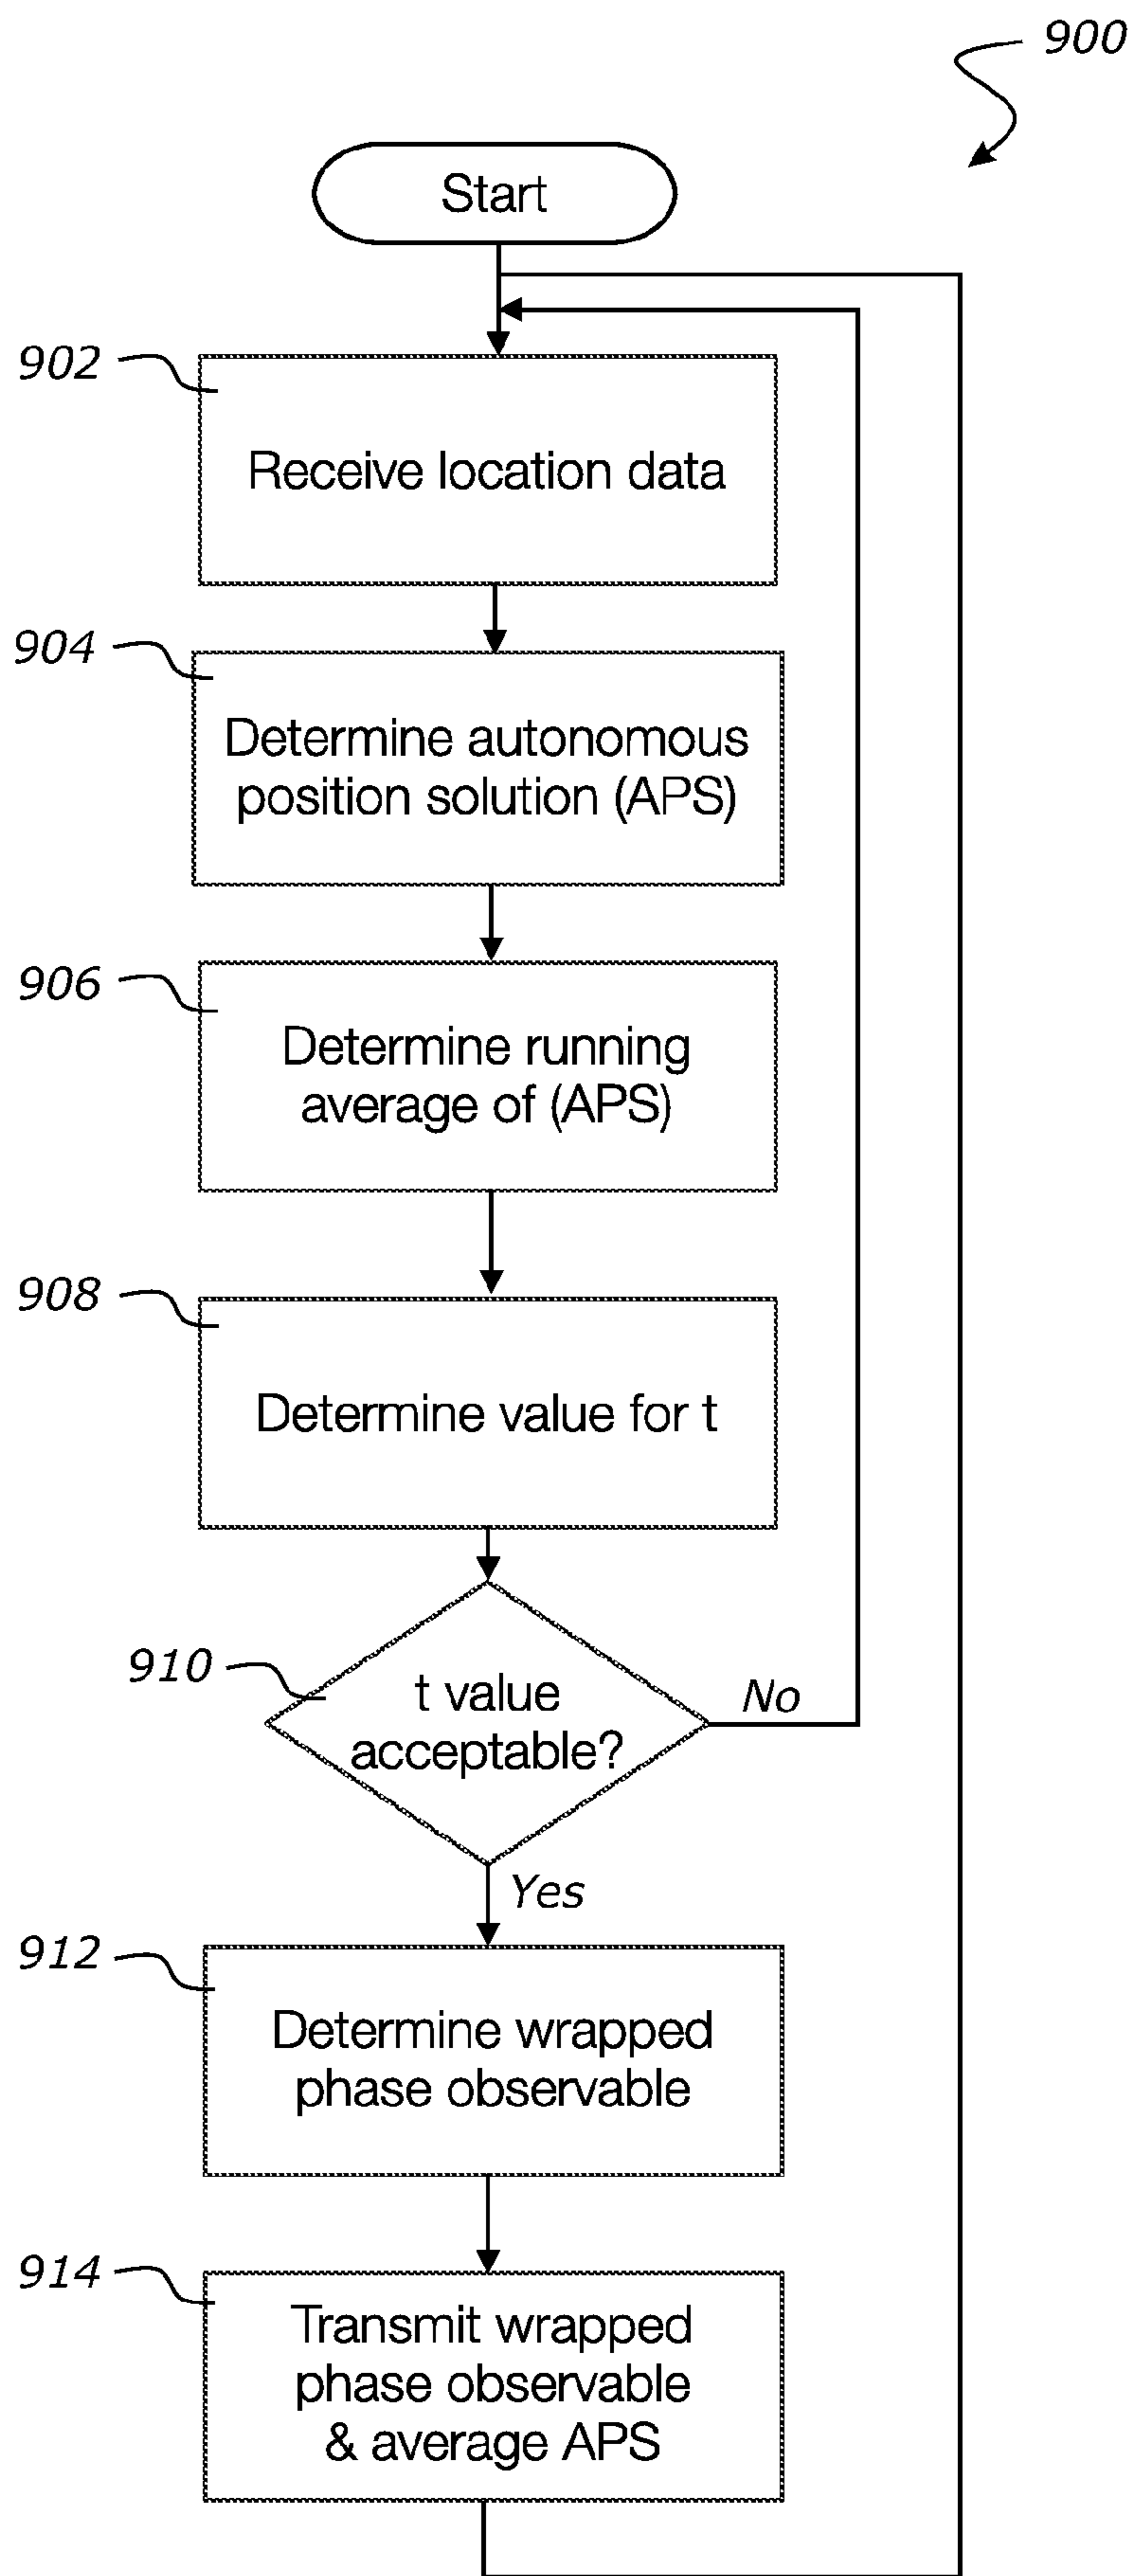 900
Start
902
Receive location data
904
Determine autonomous
position solution (APS)
906
Determine running
average of (APS)
908
Determine value for t
910
t value
acceptable?
No
Yes
912
Determine wrapped
phase observable
914
Transmit wrapped
phase observable
& average APS